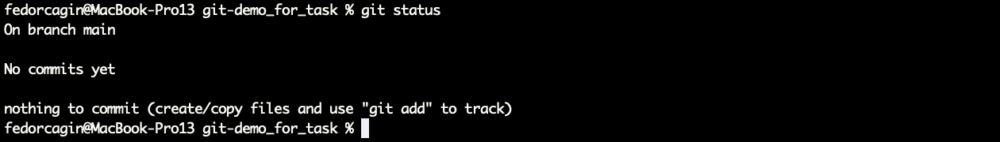 fedorcagin@MacBook-Pro13 git-demo_for_task % git status
On branch main
No commits yet
nothing to commit (create/copy files and use "git add" to track)
fedorcagin@MacBook-Pro13 git-demo_for_task %